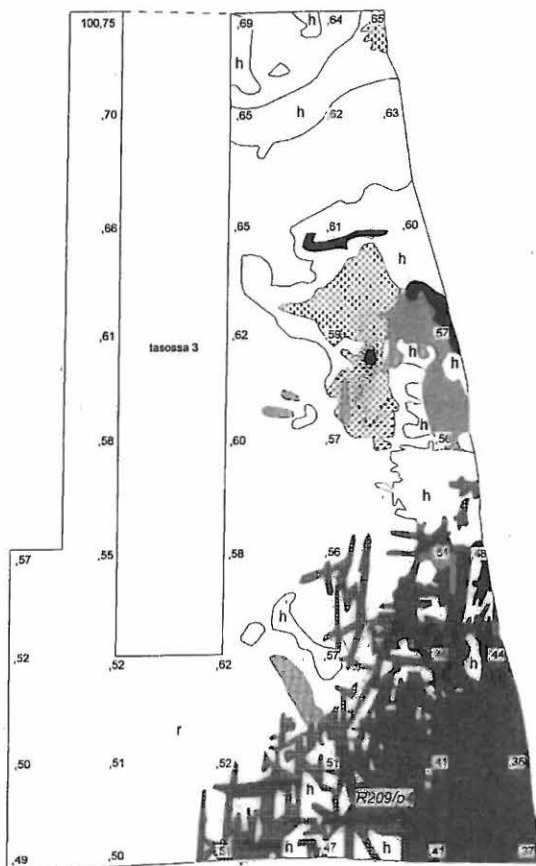 100,75 ,69 h ,64 ,65
h
,70 ,65 h ,62 ,63
,66 ,65 ,61 ,60
h
,61 ,62 ,59 ,57
tasossa 3 h h
,58 ,60 ,57 h ,56
h
,57 ,55 ,58 ,56 ,51 ,48
h
,57 ,44
,52 ,52 ,62 h
r
,50 ,51 ,52 ,51 ,41 ,36
h R209/o
,49 ,50 ,51 h ,47 h ,41 ,37